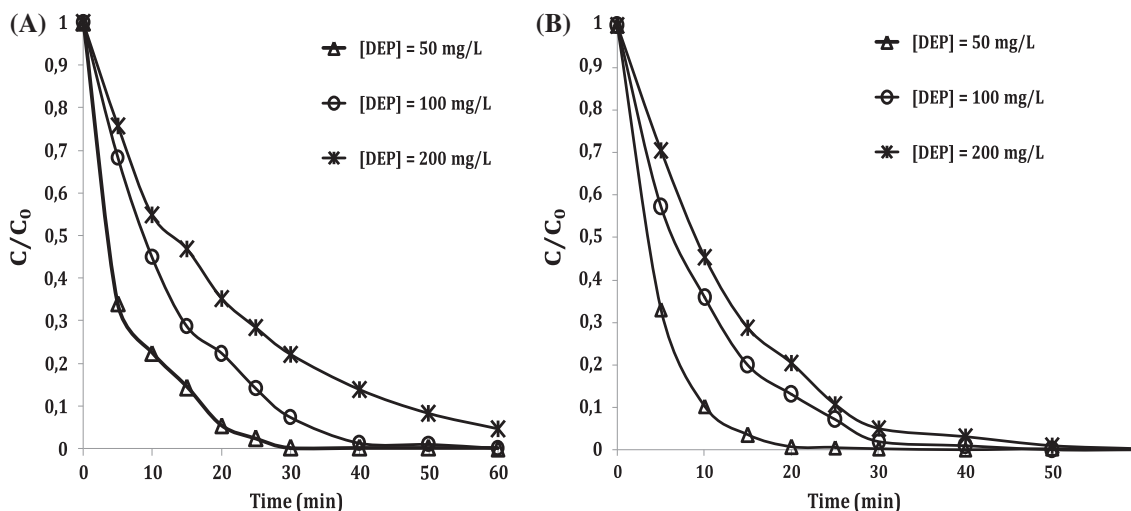 (A)
1
0,9
0,8
0,7
0,6
0,5
0,4
0,3
0,2
0,1
0
C/C0
0 10 20 30 40 50 60
Time (min)
[DEP] = 50 mg/L
[DEP] = 100 mg/L
[DEP] = 200 mg/L
(B)
1
0,9
0,8
0,7
0,6
0,5
0,4
0,3
0,2
0,1
0
C/C0
0 10 20 30 40 50
Time (min)
[DEP] = 50 mg/L
[DEP] = 100 mg/L
[DEP] = 200 mg/L